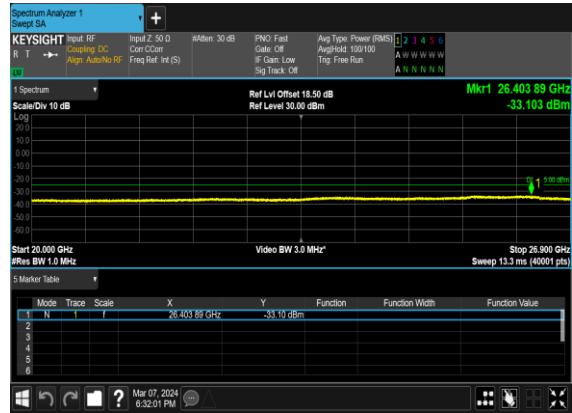 Spectrum Analyzer 1
Swept SA
+
KEYSIGHT Input: RF Input Z: 50 Ω #Atten: 30 dB PNO: Fast Avg Type: Power (RMS) 1 2 3 4 5 6
R T Coupling: DC Corr CCorr Gate: Off Avg|Hold: 100/100 A W W W W W
Align: Auto/No RF Freq Ref: Int (S) IF Gain: Low Trig: Free Run
Sig Track: Off A N N N N N
1 Spectrum Ref Lvl Offset 18.50 dB Mkr1 26.403 89 GHz
Scale/Div 10 dB Ref Level 30.00 dBm -33.103 dBm
Log
20.0
10.0
0.00
-10.0
-20.0
1
-30.0
-40.0
-50.0
-60.0
Start 20.000 GHz Video BW 3.0 MHz* Stop 26.900 GHz
#Res BW 1.0 MHz Sweep 13.3 ms (40001 pts)
5 Marker Table
Mode Trace Scale X Y Function Function Width Function Value
1 N 1 f 26.403 89 GHz -33.10 dBm
2
3
4
5
6
? Mar 07, 2024
6:32:01 PM